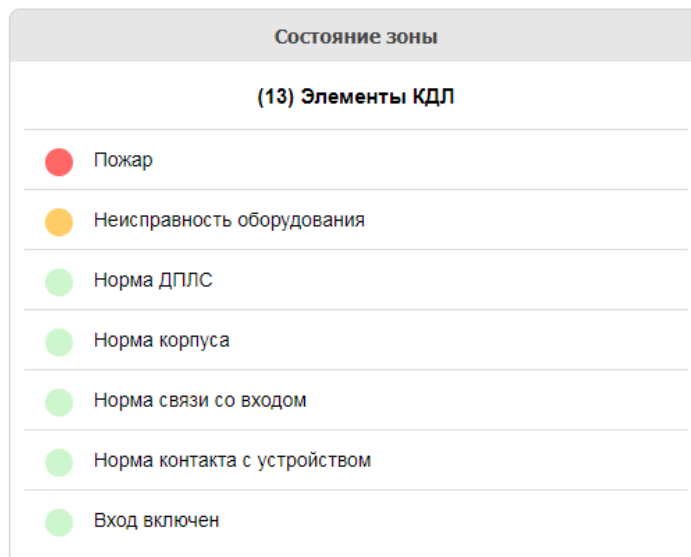 Состояние зоны
(13) Элементы КДЛ
Пожар
Неисправность оборудования
Норма ДПЛС
Норма корпуса
Норма связи со входом
Норма контакта с устройством
Вход включен